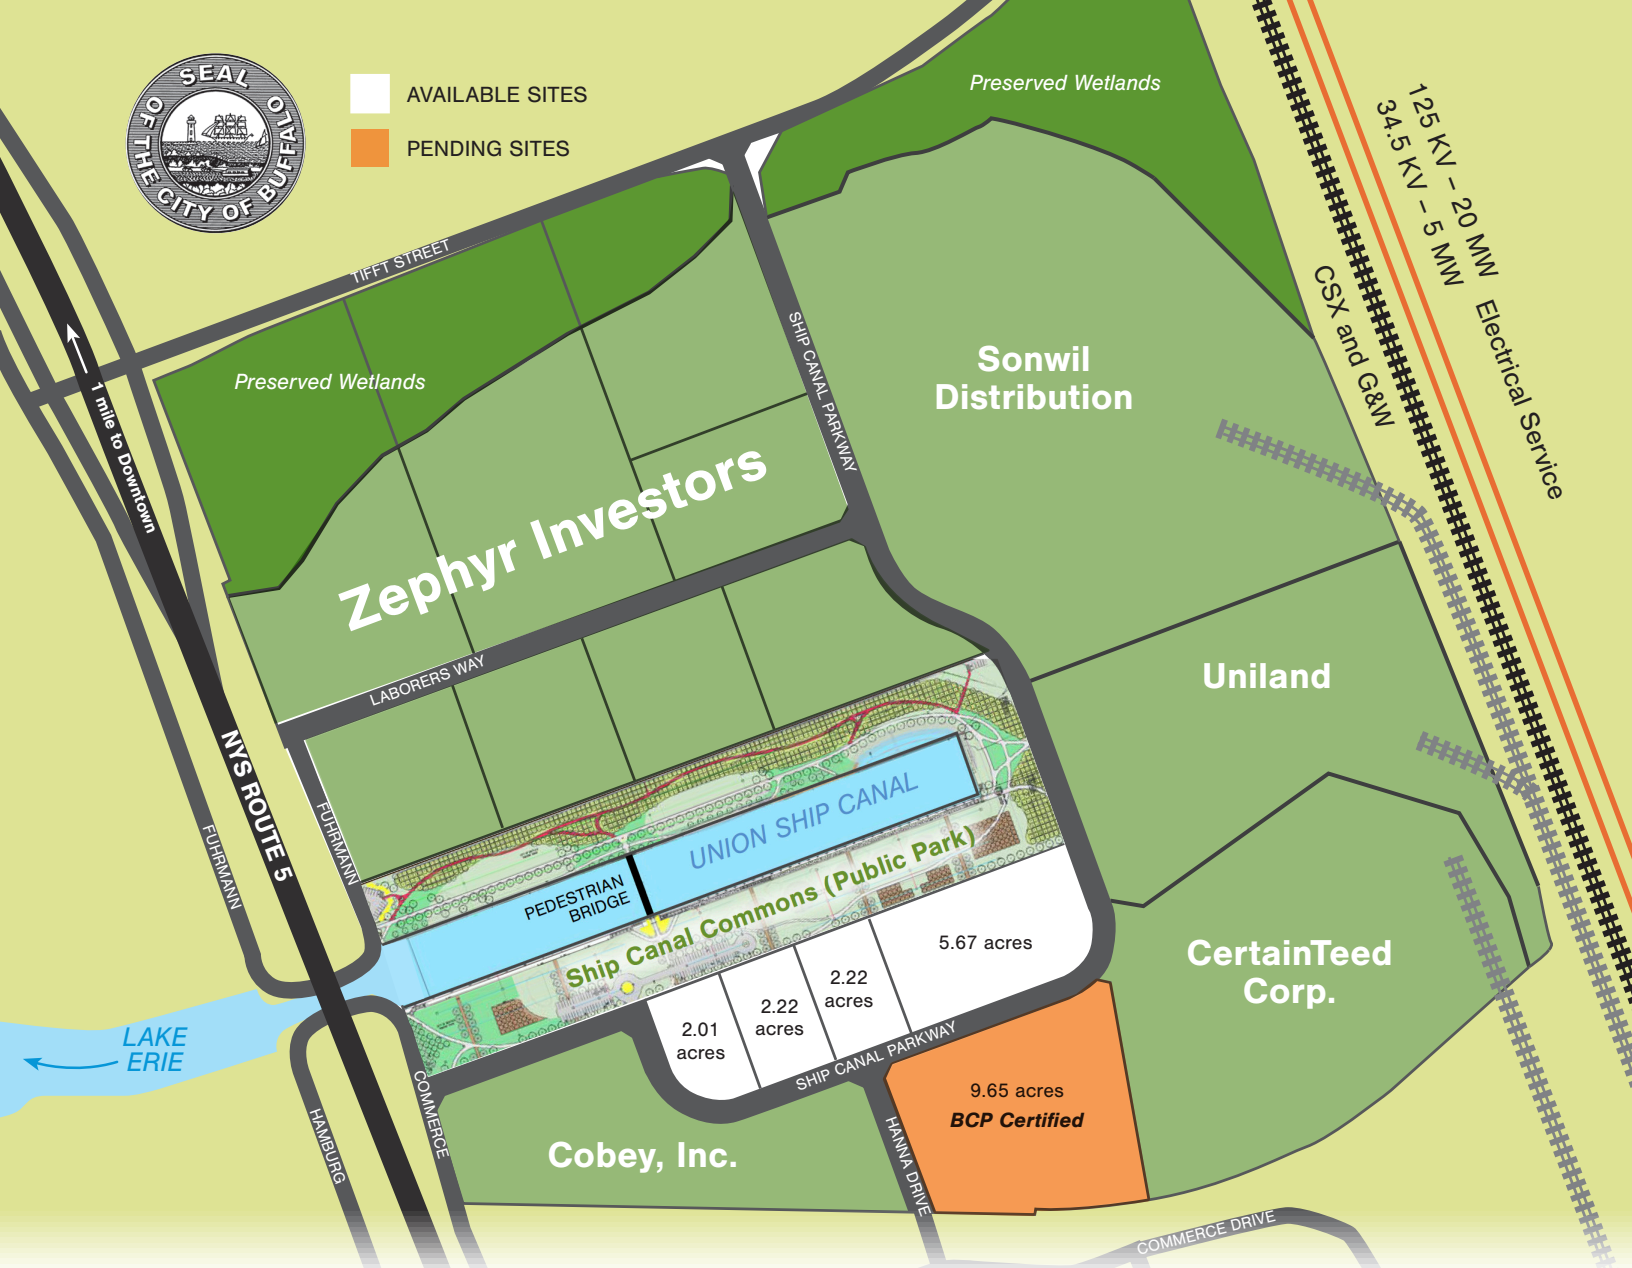 SEAL
OF THE CITY OF BUFFALO
AVAILABLE SITES
PENDING SITES
Preserved Wetlands
125 KV – 20 MW
34.5 KV – 5 MW
Electrical Service
CSX and G&W
TIFFT STREET
SHIP CANAL PARKWAY
Preserved Wetlands
Sonwil
Distribution
1 mile to Downtown
Zephyr Investors
LABORERS WAY
Uniland
NYS ROUTE 5
FUHRMANN
FUHRMANN
UNION SHIP CANAL
PEDESTRIAN
BRIDGE
Ship Canal Commons (Public Park)
5.67 acres
2.22
acres
2.22
acres
2.01
acres
CertainTeed
Corp.
LAKE
ERIE
SHIP CANAL PARKWAY
9.65 acres
BCP Certified
COMMERCE
HAMBURG
HANNA DRIVE
Cobey, Inc.
COMMERCE DRIVE